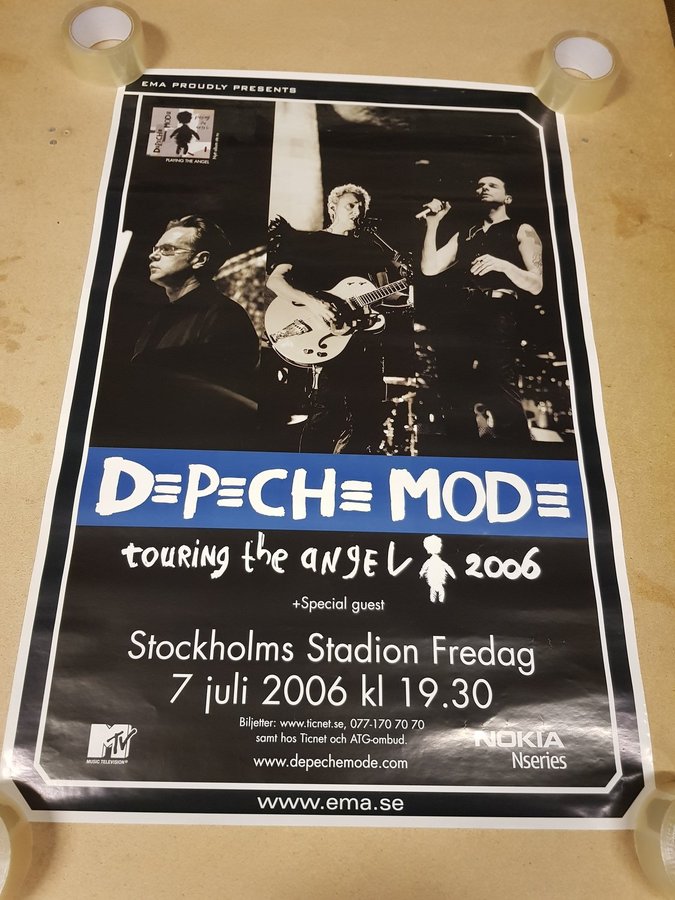 EMA PROUDLY PRESENTS
DEPECHE MODE
PLAYING THE ANGEL
DEPECHE MODE
touring the angel 2006
+Special guest
Stockholms Stadion Fredag
7 juli 2006 kl 19.30
Biljetter: www.ticnet.se, 077-170 70 70
samt hos Ticnet och ATG-ombud.
www.depechemode.com
MTV
MUSIC TELEVISION®
NOKIA
Nseries
www.ema.se